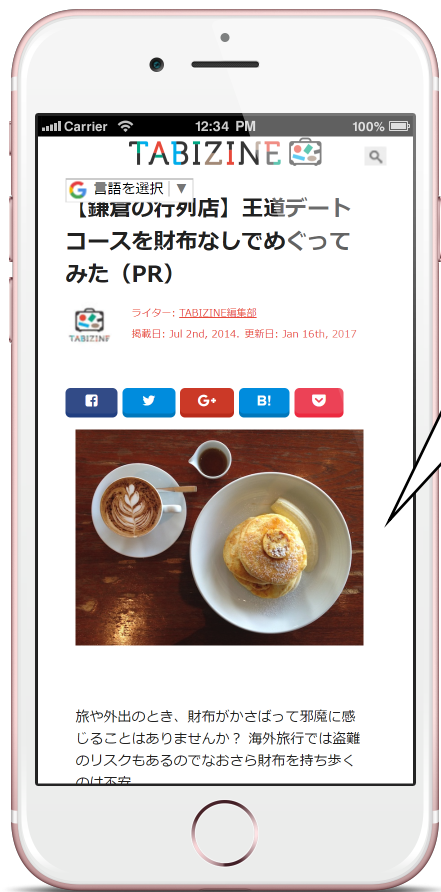 Carrier 12:34 PM 100%
TABIZINE
言語を選択 ▼
【鎌倉の行列店】王道デート
コースを財布なしでめぐって
みた（PR）
ライター: TABIZINE編集部
TABIZINE
掲載日: Jul 2nd, 2014. 更新日: Jan 16th, 2017
G+ B!
旅や外出のとき、財布がかさばって邪魔に感
じることはありませんか？ 海外旅行では盗難
のリスクもあるのでなおさら財布を持ち歩く
のは不安